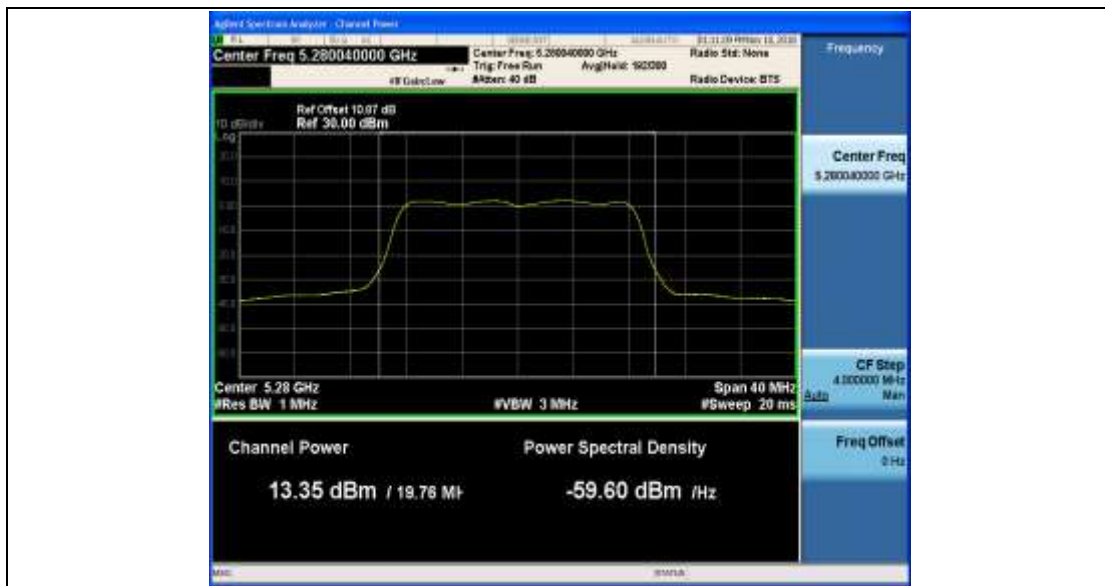 Agilent Spectrum Analyzer - Channel Power
Center Freq 5.280040000 GHz
Center Freq: 5.280040000 GHz
Radio Std: None
Trig: Free Run
Avg|Hold:
#IFGain:Low
#Atten: 40 dB
Radio Device: BTS
Frequency
Ref Offset 10.87 dB
10 dB/div
Ref 30.00 dBm
Log
Center Freq
5.280040000 GHz
Center 5.28 GHz
Span 40 MHz
#Res BW 1 MHz
#VBW 3 MHz
#Sweep 20 ms
CF Step
4.000000 MHz
Auto
Man
Channel Power
Power Spectral Density
13.35 dBm / 19.76 MH
-59.60 dBm /Hz
Freq Offset
0 Hz
MSG
STATUS